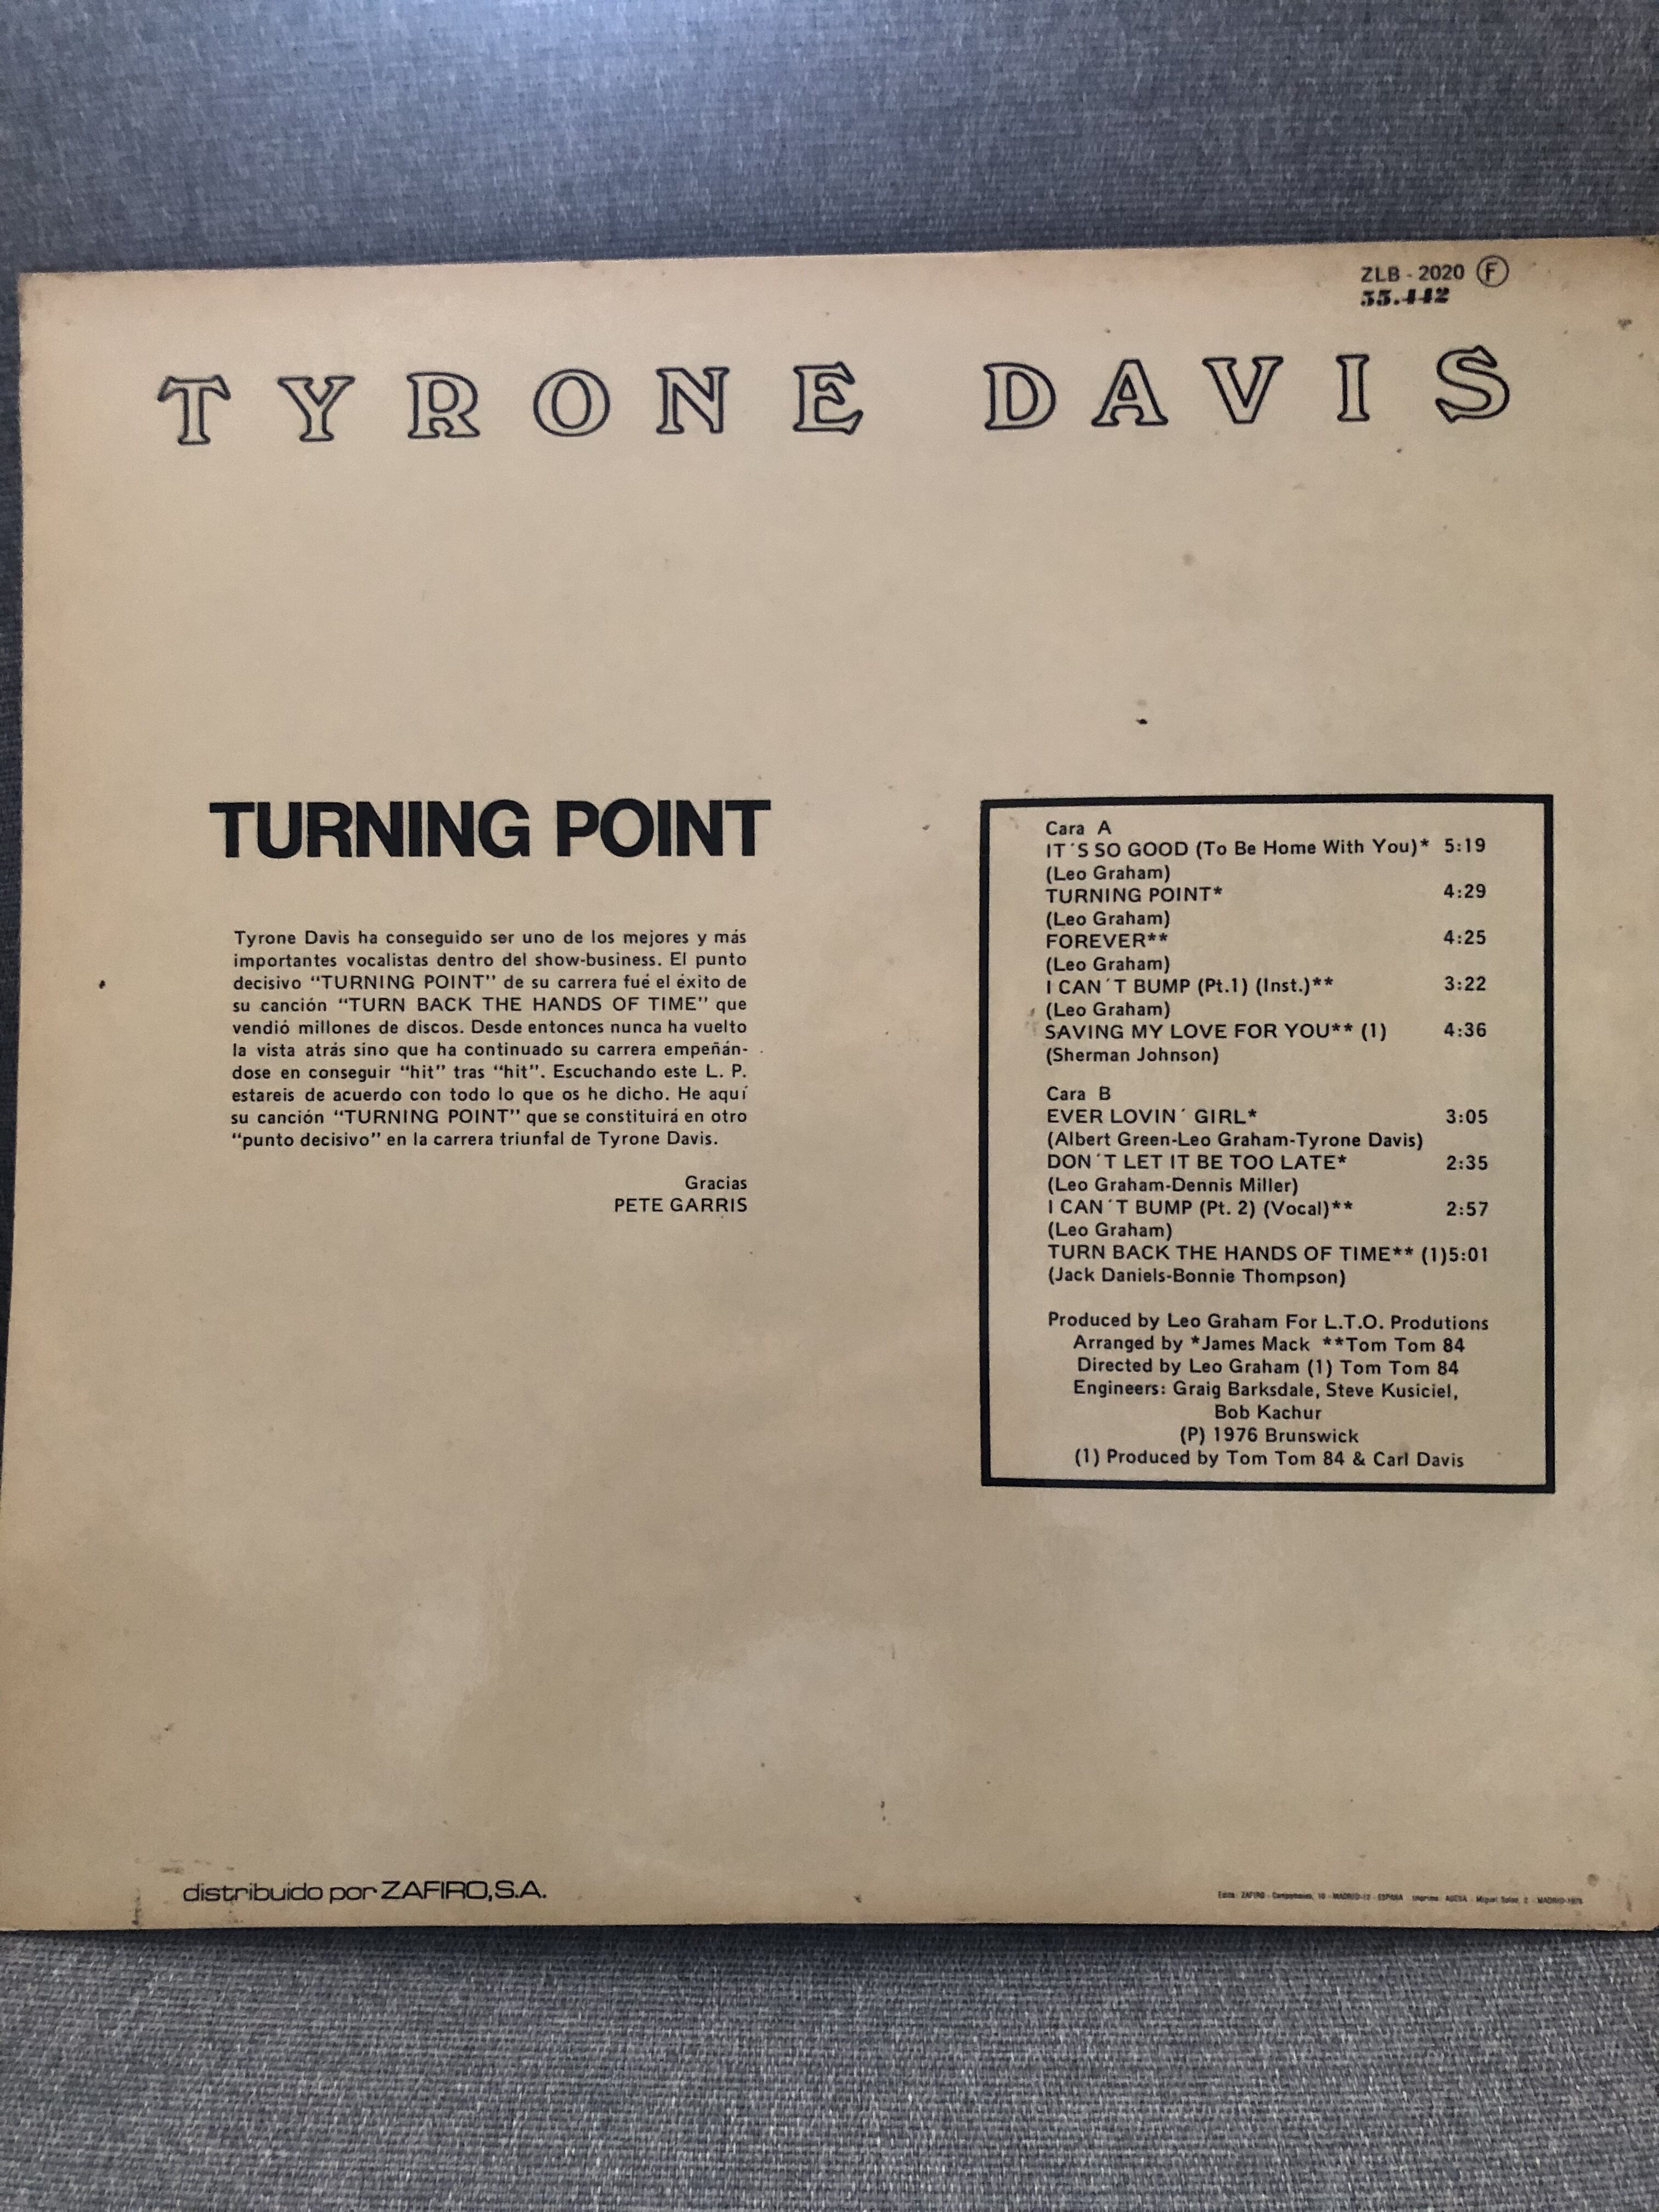 ZLB - 2020 F
55.442
TYRONE DAVIS
TURNING POINT
Tyrone Davis ha conseguido ser uno de los mejores y más
importantes vocalistas dentro del show-business. El punto
decisivo “TURNING POINT” de su carrera fué el éxito de
su canción “TURN BACK THE HANDS OF TIME” que
vendió millones de discos. Desde entonces nunca ha vuelto
la vista atrás sino que ha continuado su carrera empeñán-
dose en conseguir “hit” tras “hit”. Escuchando este L. P.
estareis de acuerdo con todo lo que os he dicho. He aquí
su canción “TURNING POINT” que se constituirá en otro
“punto decisivo” en la carrera triunfal de Tyrone Davis.
Gracias
PETE GARRIS
Cara A
IT´S SO GOOD (To Be Home With You)* 5:19
(Leo Graham)
TURNING POINT* 4:29
(Leo Graham)
FOREVER** 4:25
(Leo Graham)
I CAN´T BUMP (Pt.1) (Inst.)** 3:22
(Leo Graham)
SAVING MY LOVE FOR YOU** (1) 4:36
(Sherman Johnson)
Cara B
EVER LOVIN´ GIRL* 3:05
(Albert Green-Leo Graham-Tyrone Davis)
DON´T LET IT BE TOO LATE* 2:35
(Leo Graham-Dennis Miller)
I CAN´T BUMP (Pt. 2) (Vocal)** 2:57
(Leo Graham)
TURN BACK THE HANDS OF TIME** (1)5:01
(Jack Daniels-Bonnie Thompson)
Produced by Leo Graham For L.T.O. Produtions
Arranged by *James Mack **Tom Tom 84
Directed by Leo Graham (1) Tom Tom 84
Engineers: Graig Barksdale, Steve Kusiciel,
Bob Kachur
(P) 1976 Brunswick
(1) Produced by Tom Tom 84 & Carl Davis
distribuido por ZAFIRO, S.A.
Edita: ZAFIRO - 10 - MADRID-12 - ESPAÑA Imprime: AGESA - Miguel 2 - MADRID-1976